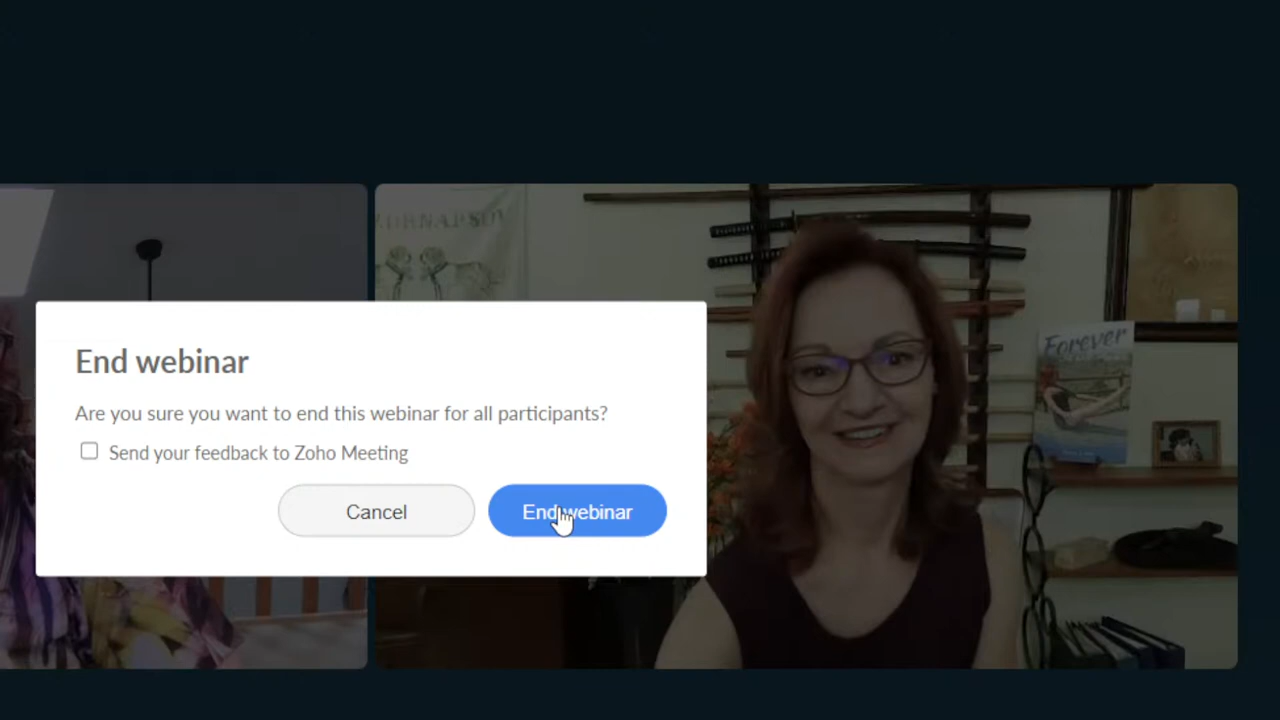 End webinar
Are you sure you want to end this webinar for all participants?
Send your feedback to Zoho Meeting
Cancel
End webinar
Forever